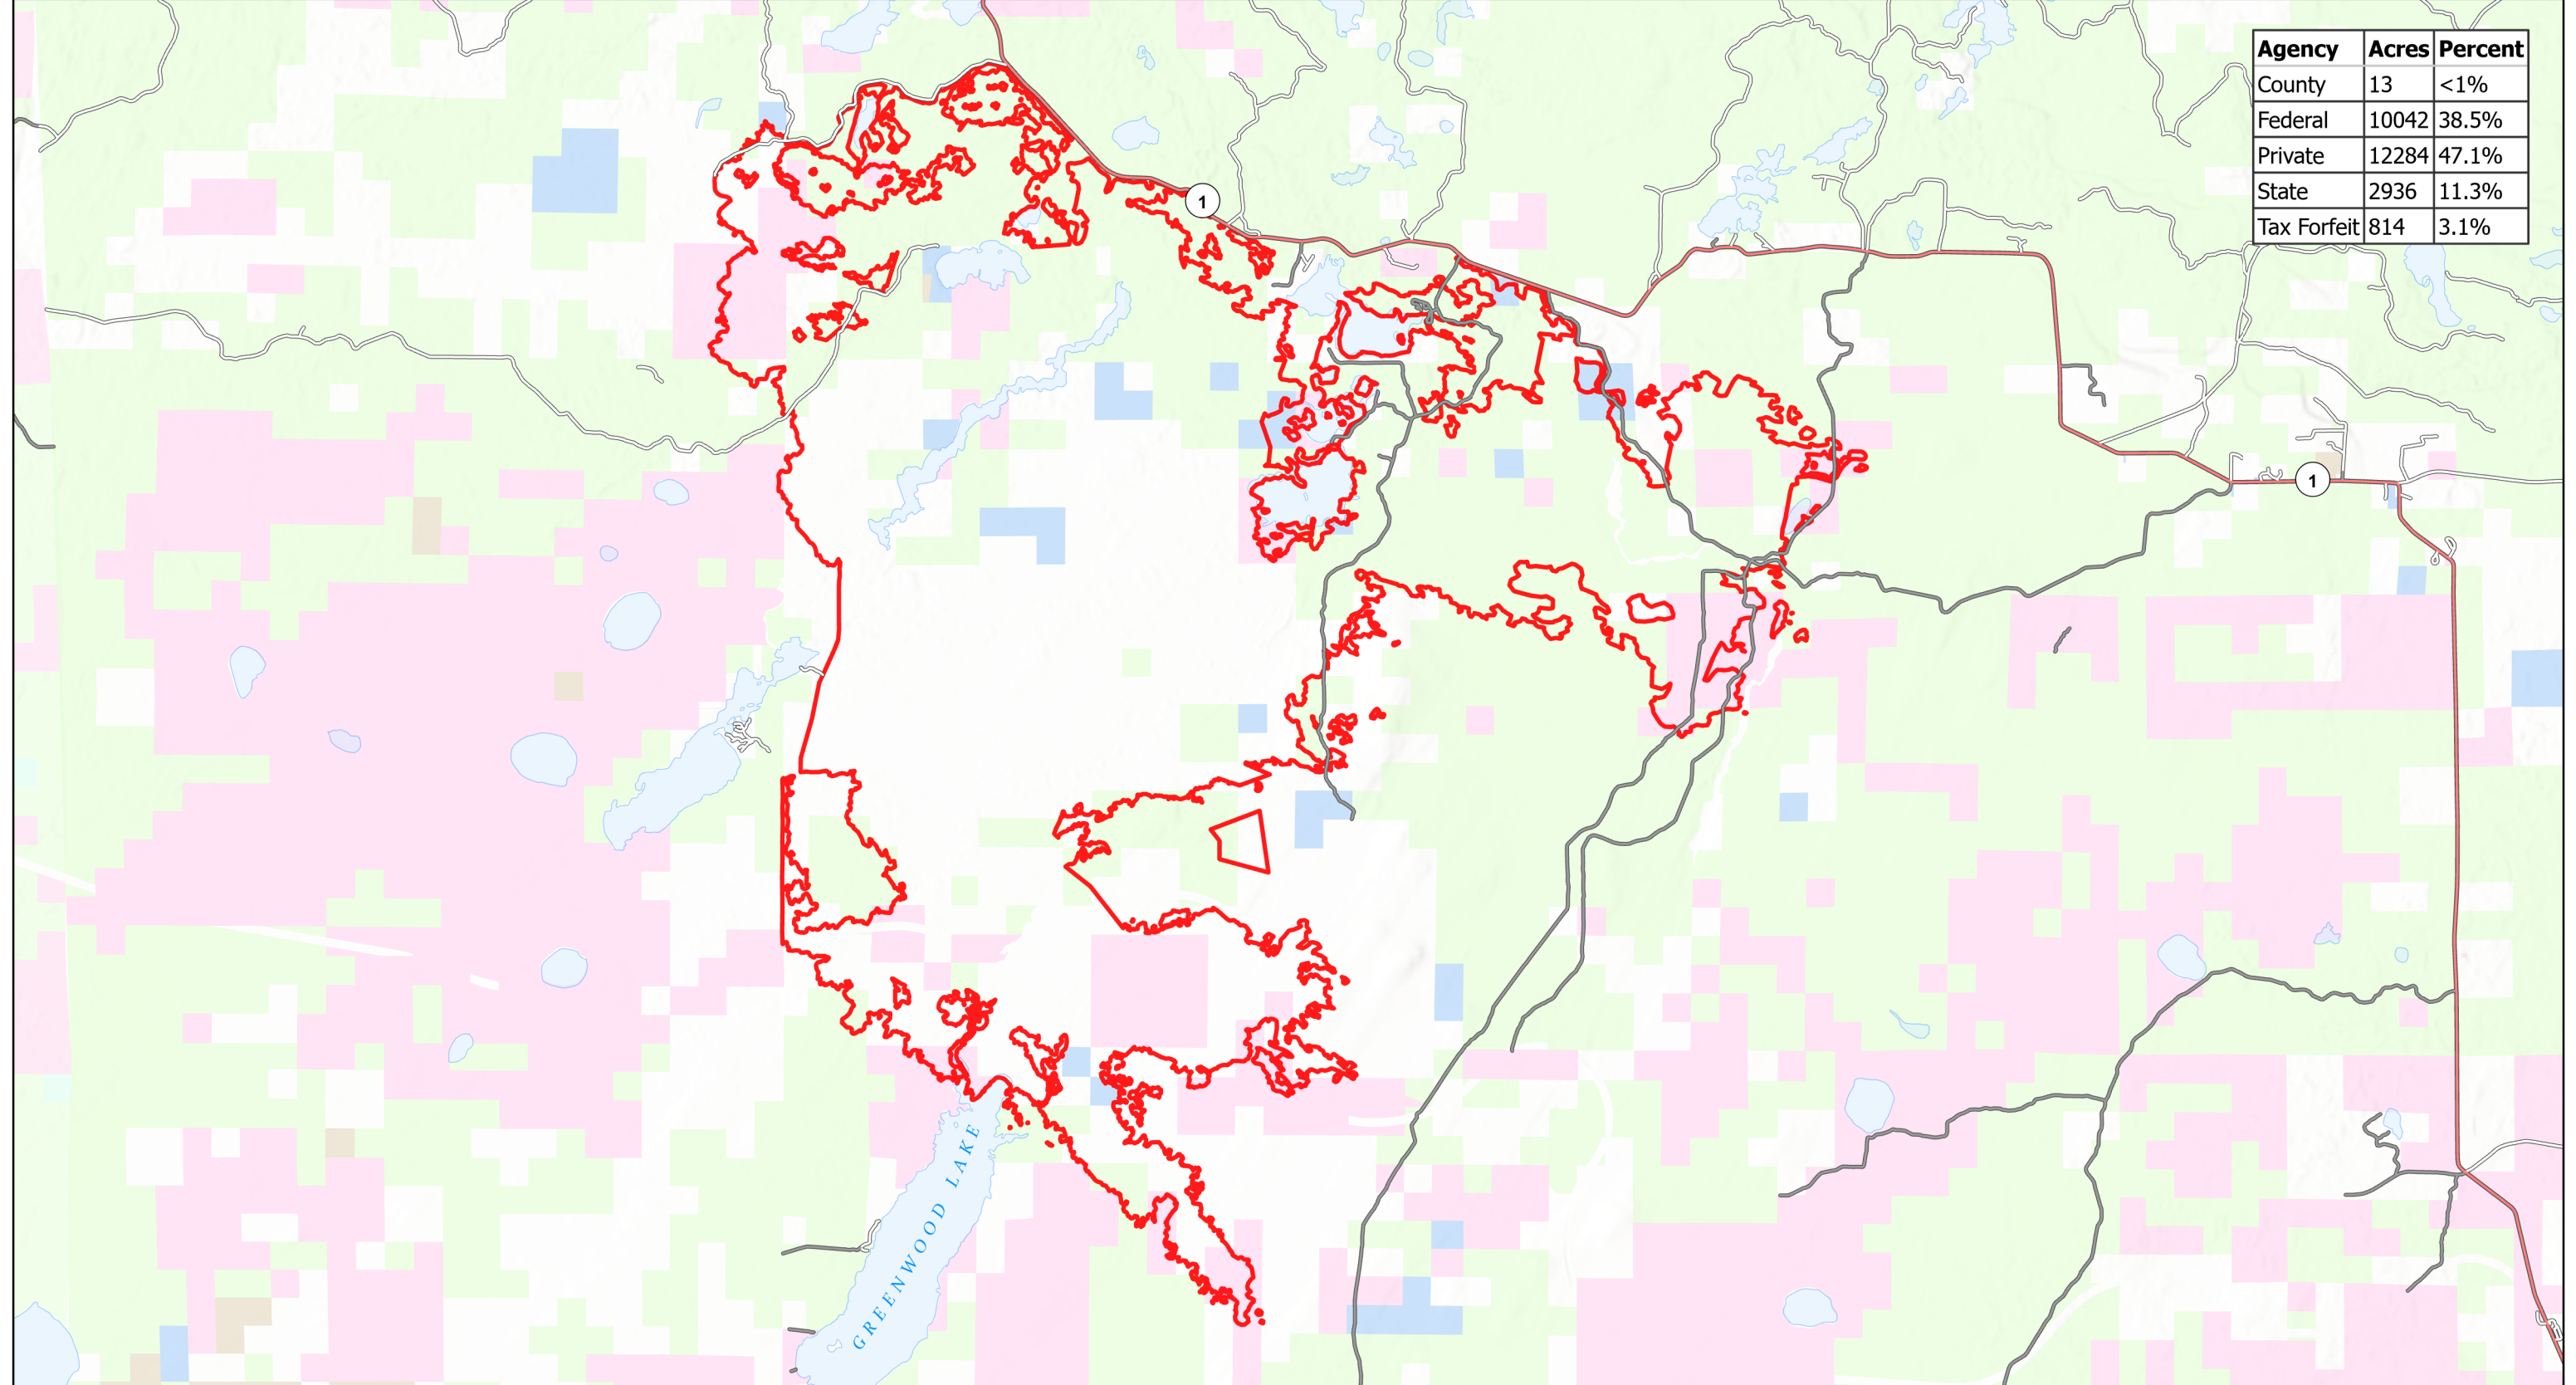 Agency Acres Percent
County 13 <1%
Federal 10042 38.5%
Private 12284 47.1%
State 2936 11.3%
Tax Forfeit 814 3.1%
1
1
GREENWOOD LAKE